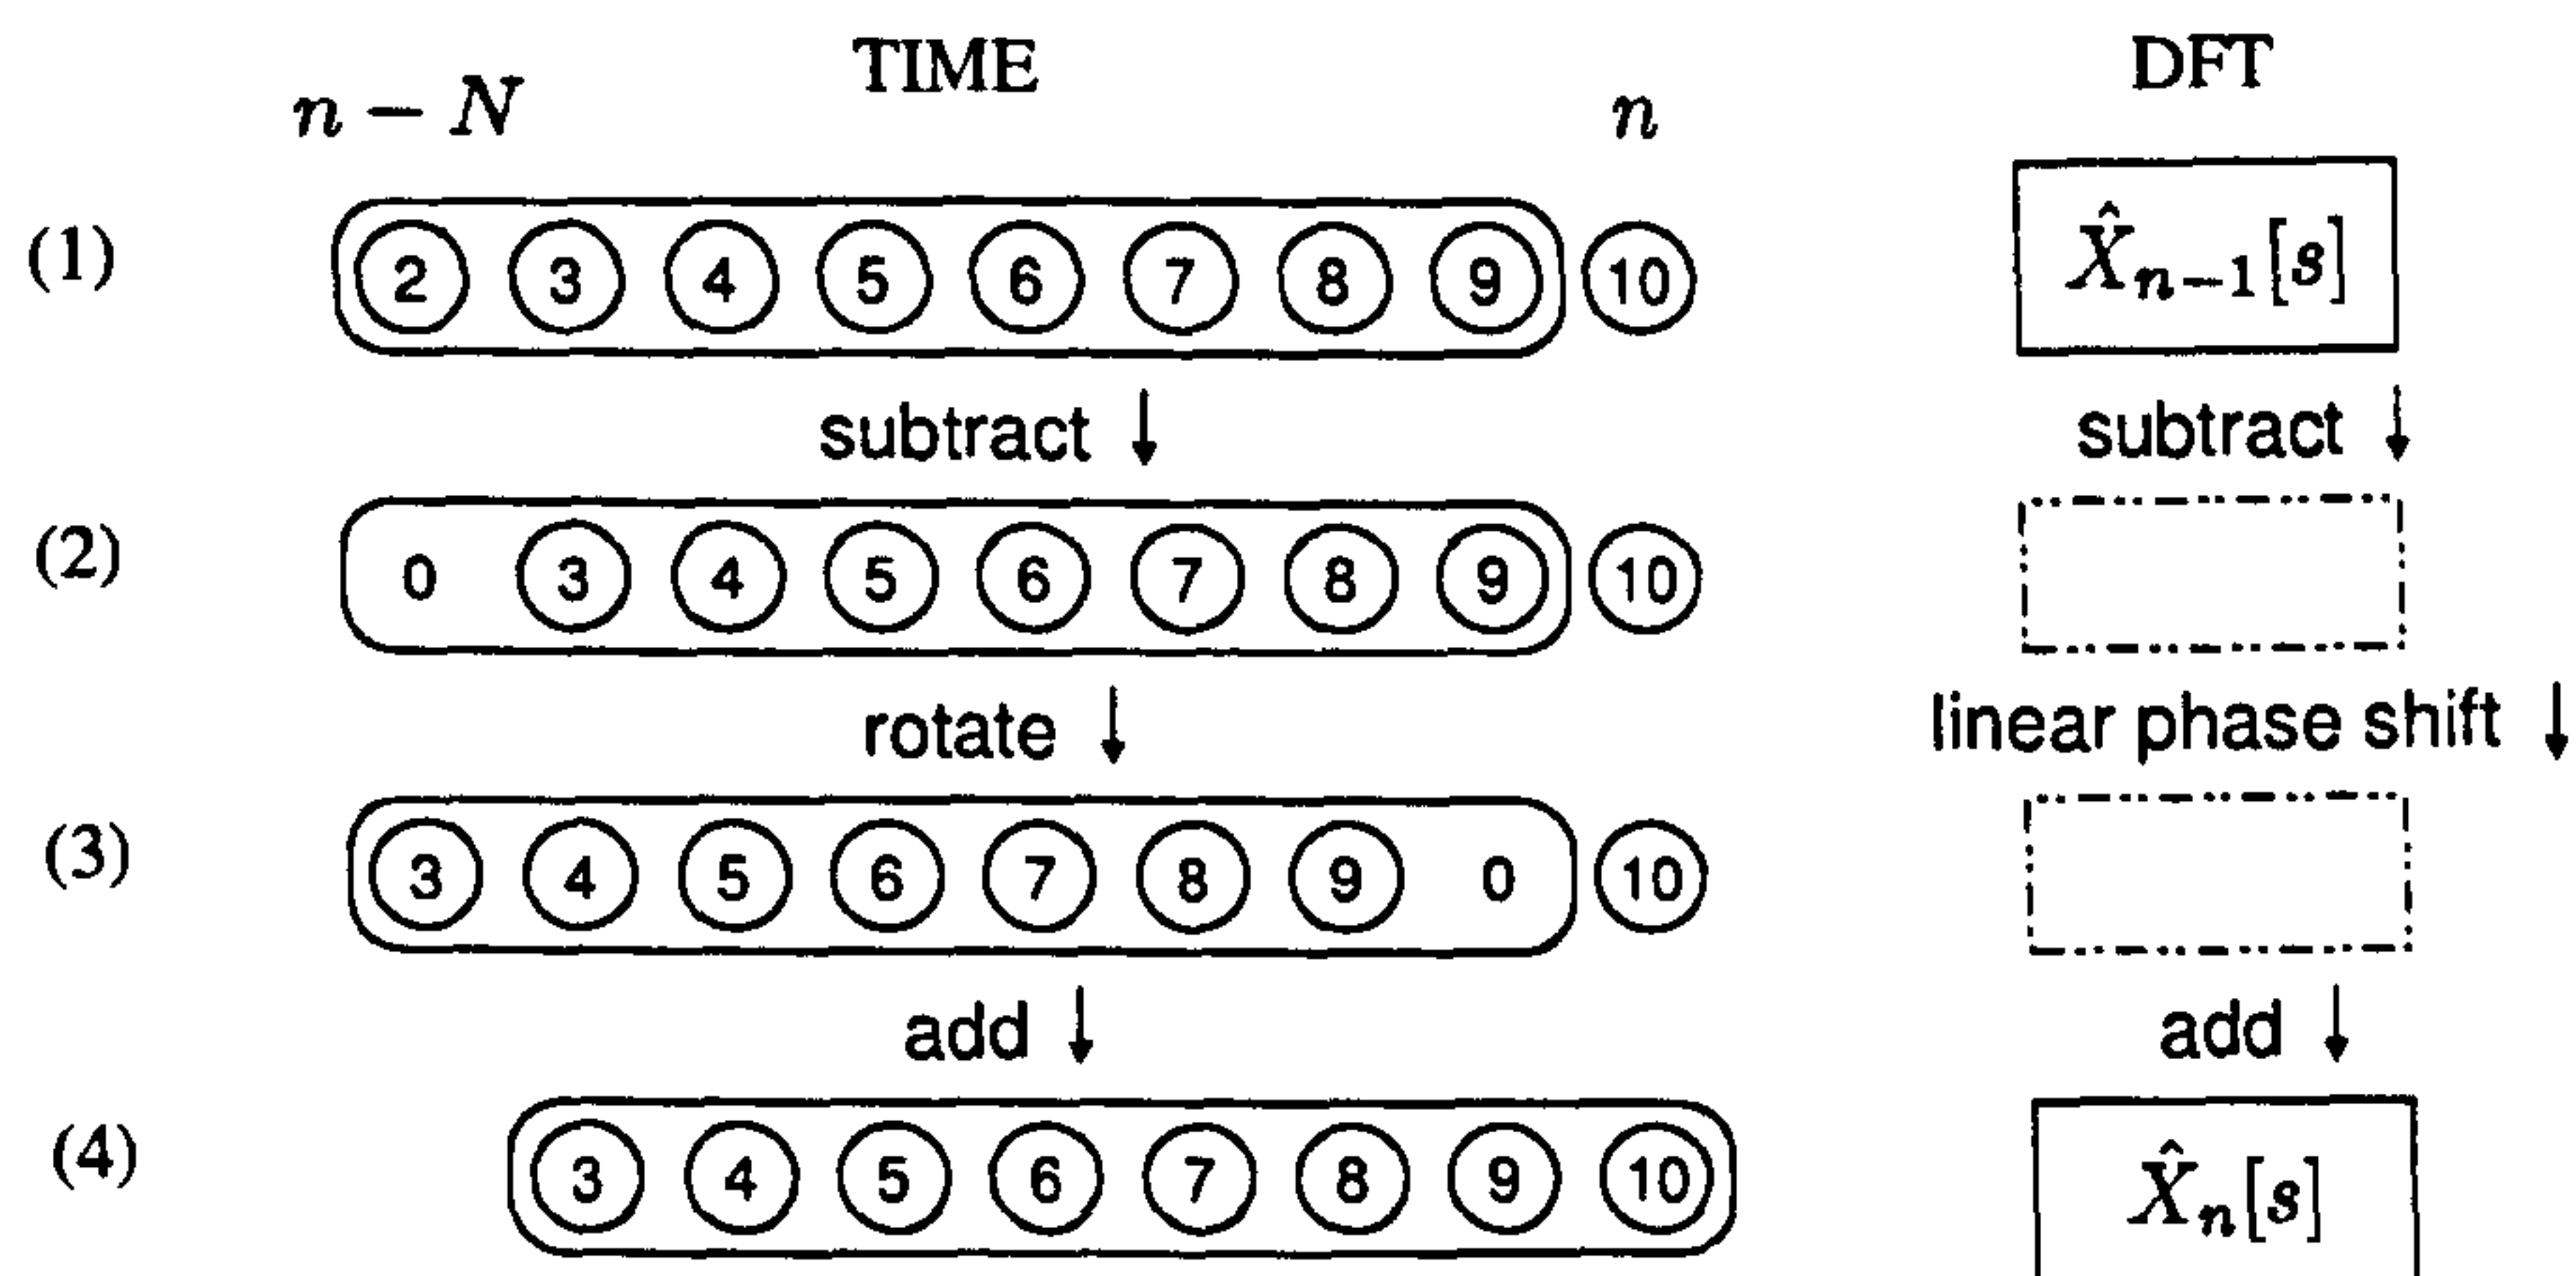 TIME DFT
n − N n
(1) 2 3 4 5 6 7 8 9 10 X̂ₙ₋₁[s]
subtract ↓ subtract ↓
(2) 0 3 4 5 6 7 8 9 10
rotate ↓ linear phase shift ↓
(3) 3 4 5 6 7 8 9 0 10
add ↓ add ↓
(4) 3 4 5 6 7 8 9 10 X̂ₙ[s]